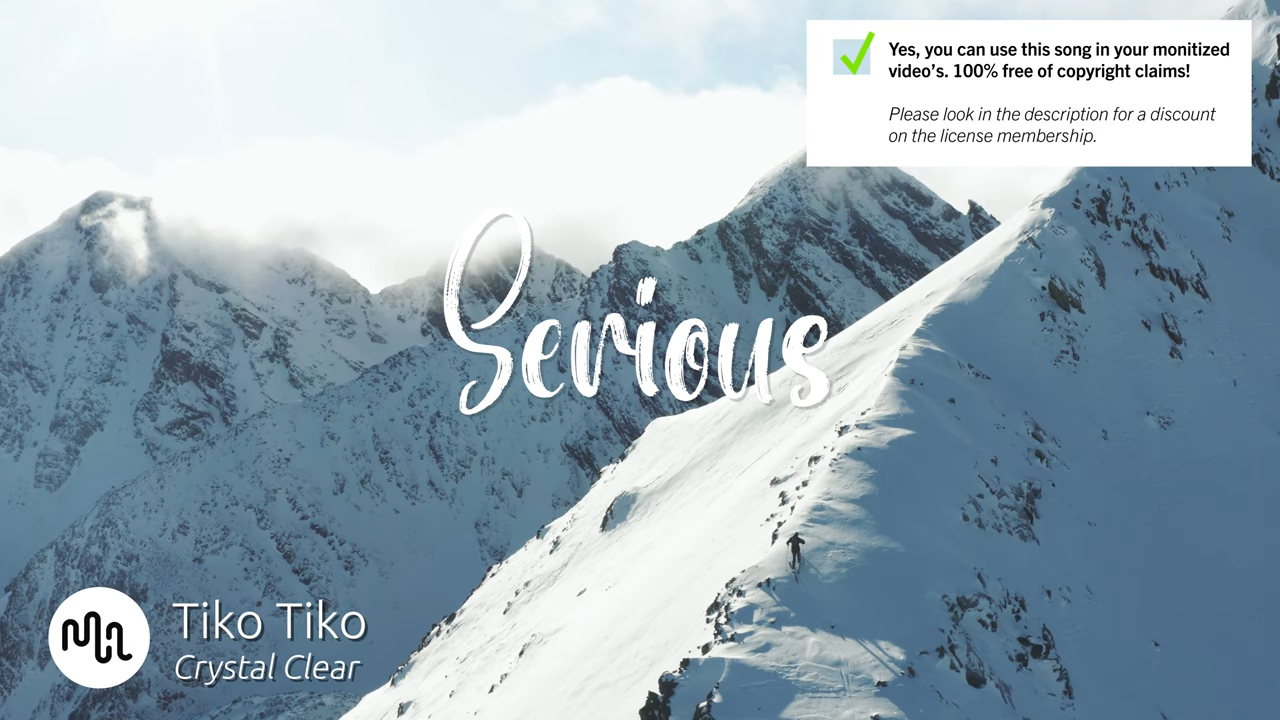 Yes, you can use this song in your monitized
video's. 100% free of copyright claims!
Please look in the description for a discount
on the license membership.
Serious
Tiko Tiko
Crystal Clear